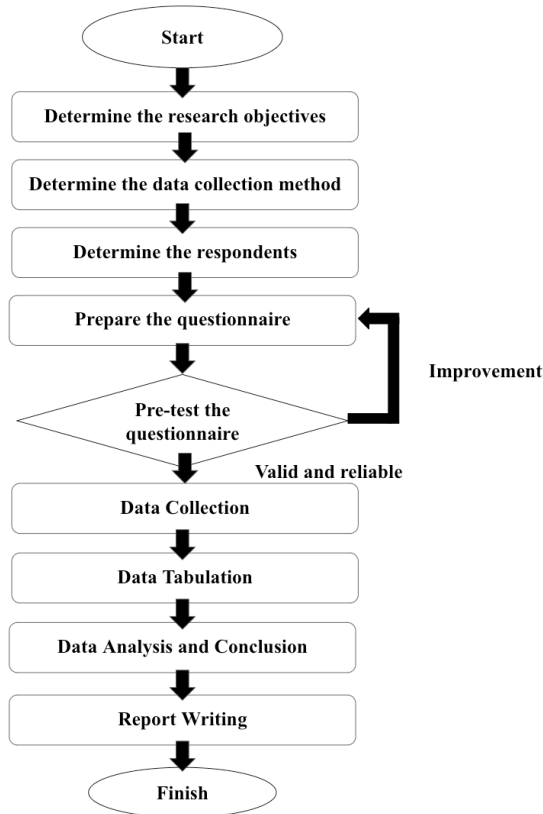 Start
Determine the research objectives
Determine the data collection method
Determine the respondents
Prepare the questionnaire
Improvement
Pre-test the
questionnaire
Valid and reliable
Data Collection
Data Tabulation
Data Analysis and Conclusion
Report Writing
Finish